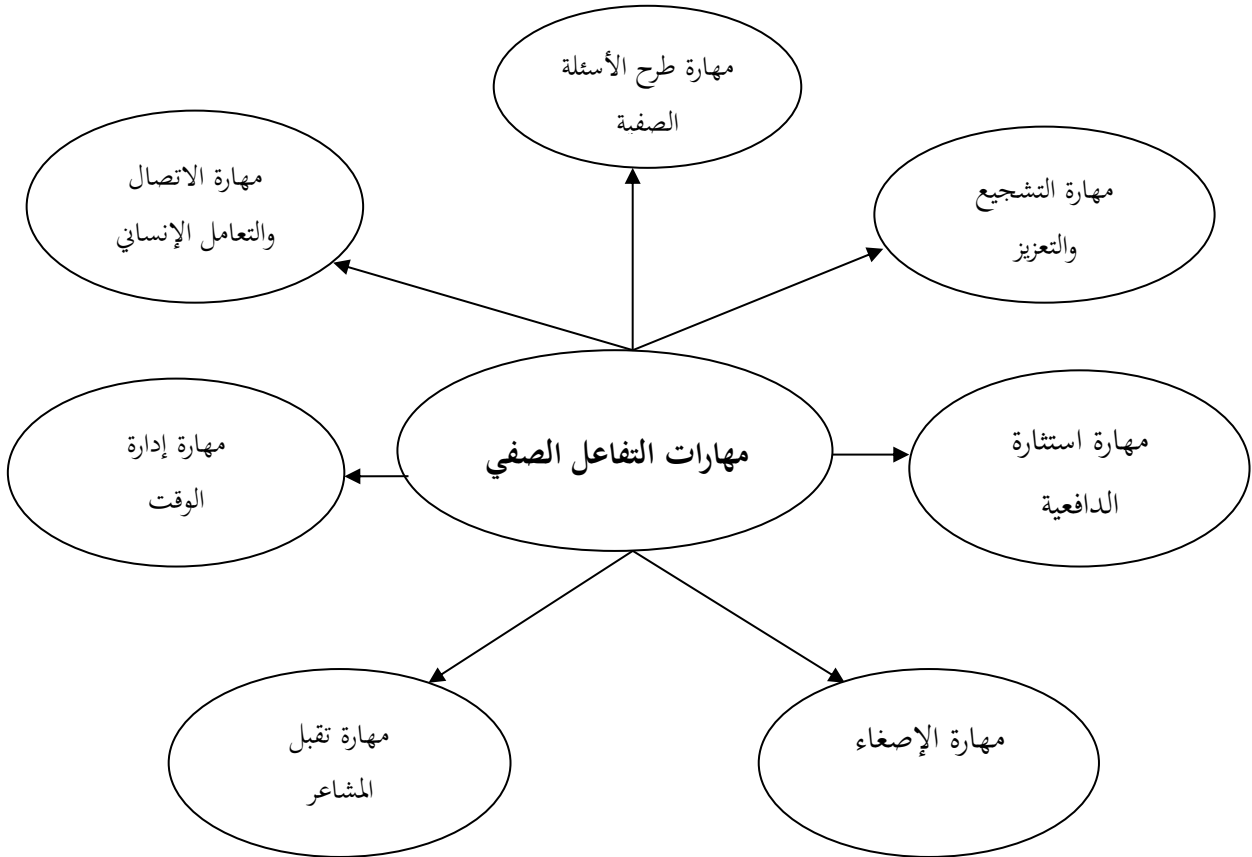 مهارة طرح الأسئلة
الصفية
مهارة التشجيع
والتعزيز
مهارة الاتصال
والتعامل الإنساني
مهارات التفاعل الصفي
مهارة استثارة
الدافعية
مهارة إدارة
الوقت
مهارة الإصغاء
مهارة تقبل
المشاعر